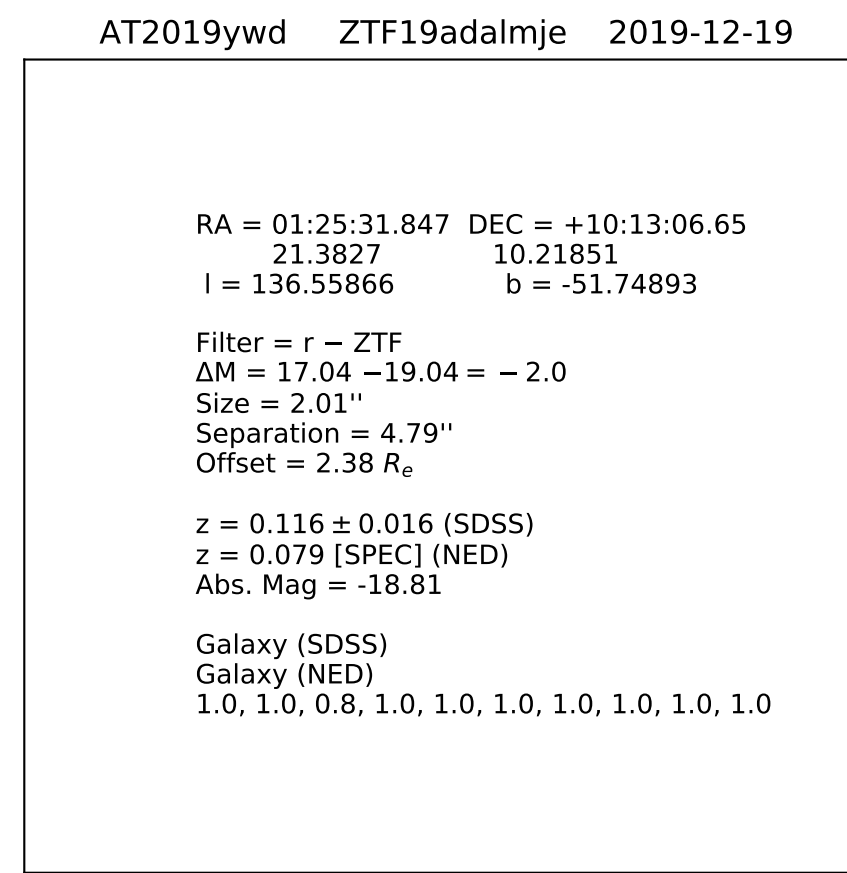 AT2019ywd ZTF19adalmje 2019-12-19
RA = 01:25:31.847 DEC = +10:13:06.65
21.3827 10.21851
l = 136.55866 b = -51.74893
Filter = r − ZTF
ΔM = 17.04 −19.04 = − 2.0
Size = 2.01''
Separation = 4.79''
Offset = 2.38 Rₑ
z = 0.116 ± 0.016 (SDSS)
z = 0.079 [SPEC] (NED)
Abs. Mag = -18.81
Galaxy (SDSS)
Galaxy (NED)
1.0, 1.0, 0.8, 1.0, 1.0, 1.0, 1.0, 1.0, 1.0, 1.0